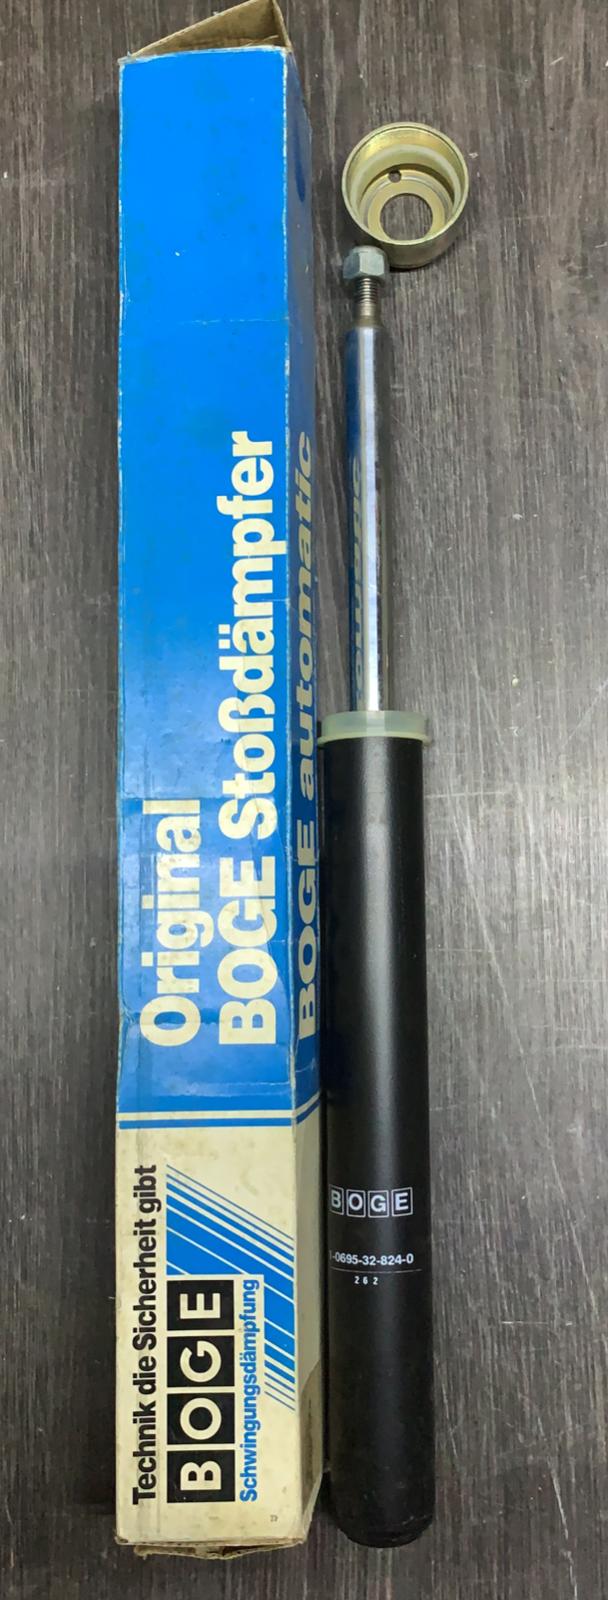 Original
BOGE Stoßdämpfer
BOGE automatic
Technik die Sicherheit gibt
BOGE
Schwingungsdämpfung
BOGE
-0695-32-824-0
262